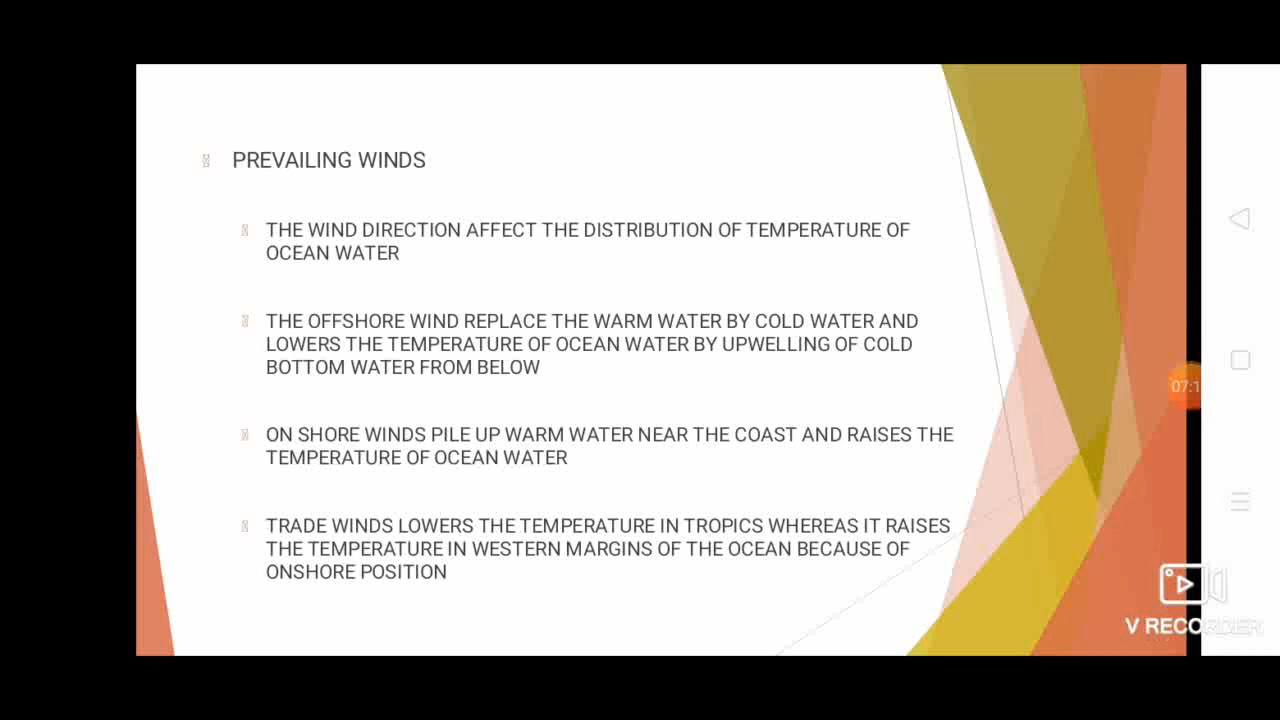 PREVAILING WINDS
THE WIND DIRECTION AFFECT THE DISTRIBUTION OF TEMPERATURE OF
OCEAN WATER
THE OFFSHORE WIND REPLACE THE WARM WATER BY COLD WATER AND
LOWERS THE TEMPERATURE OF OCEAN WATER BY UPWELLING OF COLD
BOTTOM WATER FROM BELOW
ON SHORE WINDS PILE UP WARM WATER NEAR THE COAST AND RAISES THE
TEMPERATURE OF OCEAN WATER
TRADE WINDS LOWERS THE TEMPERATURE IN TROPICS WHEREAS IT RAISES
THE TEMPERATURE IN WESTERN MARGINS OF THE OCEAN BECAUSE OF
ONSHORE POSITION
07:1
V RECORDER